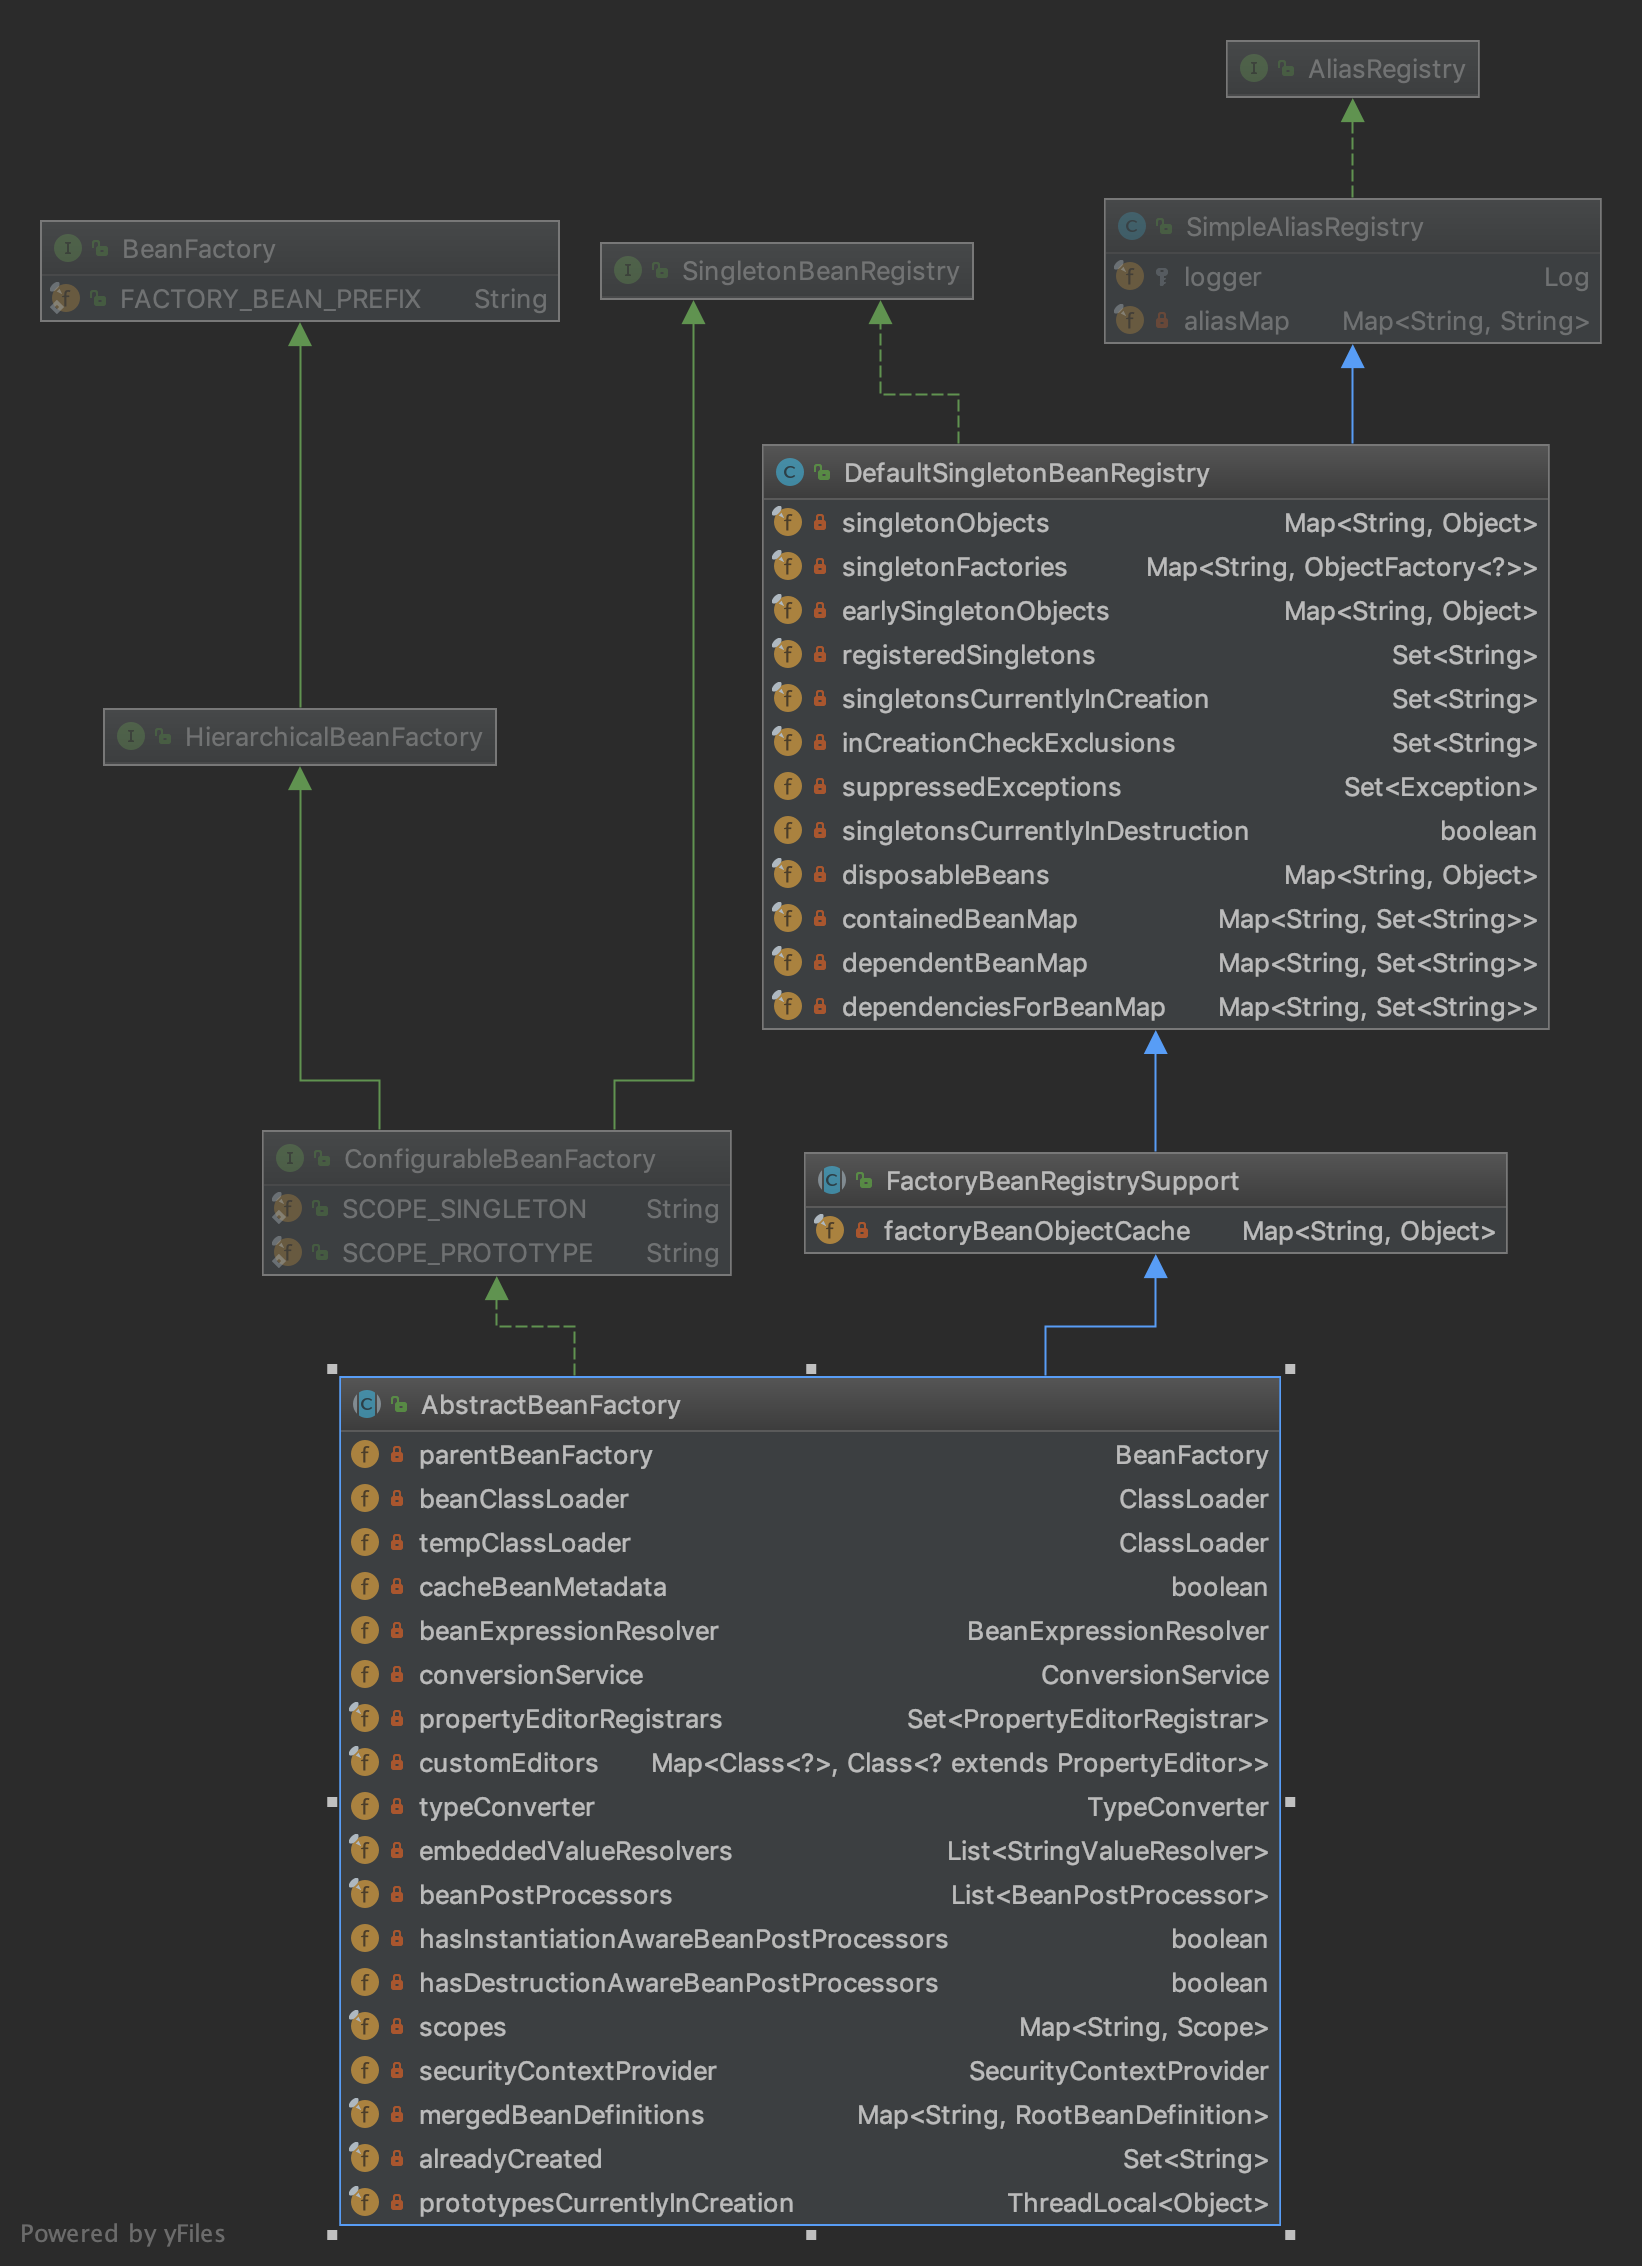 AliasRegistry
SimpleAliasRegistry
logger Log
aliasMap Map<String, String>
BeanFactory
FACTORY_BEAN_PREFIX String
SingletonBeanRegistry
DefaultSingletonBeanRegistry
singletonObjects Map<String, Object>
singletonFactories Map<String, ObjectFactory<?>>
earlySingletonObjects Map<String, Object>
registeredSingletons Set<String>
singletonsCurrentlyInCreation Set<String>
inCreationCheckExclusions Set<String>
suppressedExceptions Set<Exception>
singletonsCurrentlyInDestruction boolean
disposableBeans Map<String, Object>
containedBeanMap Map<String, Set<String>>
dependentBeanMap Map<String, Set<String>>
dependenciesForBeanMap Map<String, Set<String>>
HierarchicalBeanFactory
ConfigurableBeanFactory
SCOPE_SINGLETON String
SCOPE_PROTOTYPE String
FactoryBeanRegistrySupport
factoryBeanObjectCache Map<String, Object>
AbstractBeanFactory
parentBeanFactory BeanFactory
beanClassLoader ClassLoader
tempClassLoader ClassLoader
cacheBeanMetadata boolean
beanExpressionResolver BeanExpressionResolver
conversionService ConversionService
propertyEditorRegistrars Set<PropertyEditorRegistrar>
customEditors Map<Class<?>, Class<? extends PropertyEditor>>
typeConverter TypeConverter
embeddedValueResolvers List<StringValueResolver>
beanPostProcessors List<BeanPostProcessor>
hasInstantiationAwareBeanPostProcessors boolean
hasDestructionAwareBeanPostProcessors boolean
scopes Map<String, Scope>
securityContextProvider SecurityContextProvider
mergedBeanDefinitions Map<String, RootBeanDefinition>
alreadyCreated Set<String>
prototypesCurrentlyInCreation ThreadLocal<Object>
Powered by yFiles